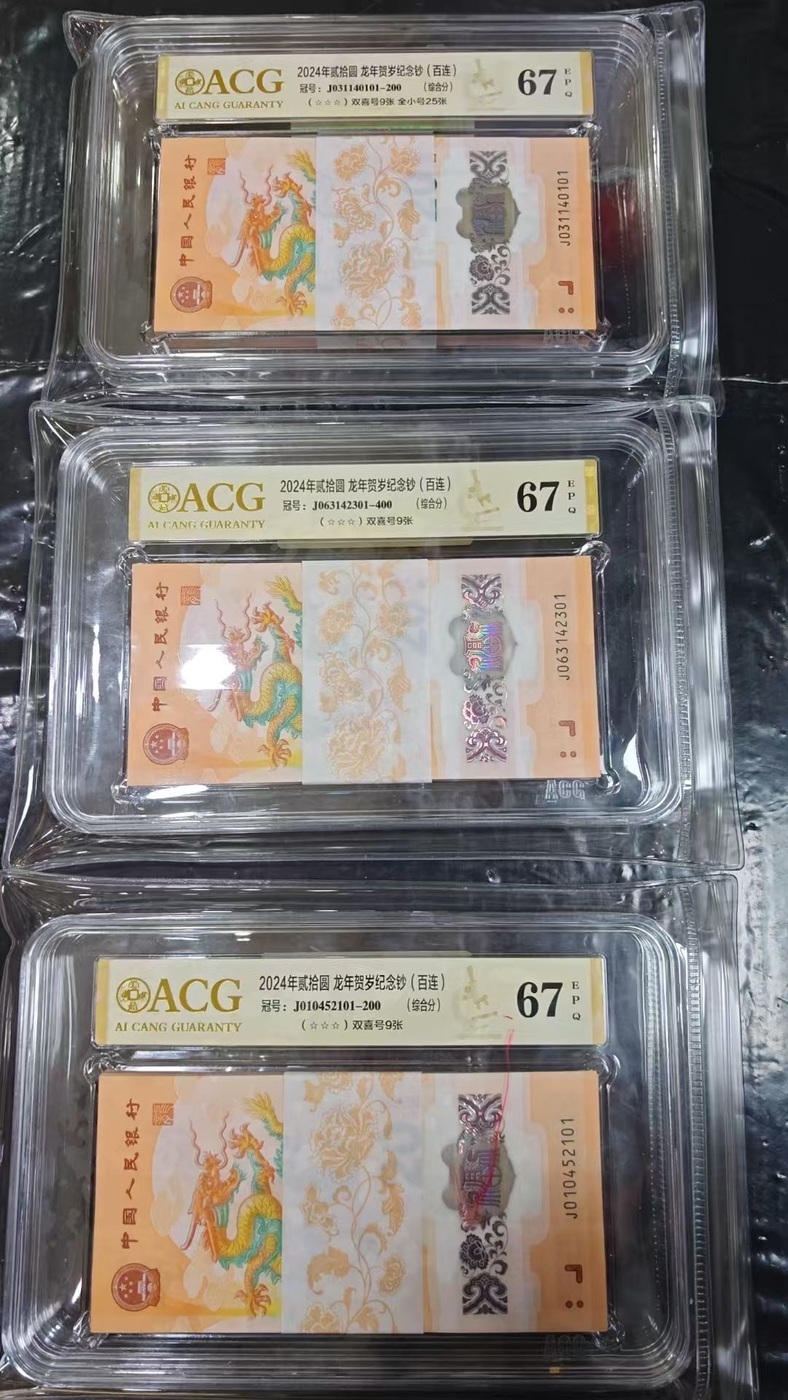 ACG
AI CANG GUARANTY
2024年贰拾圆 龙年贺岁纪念钞（百连）
冠号：J031140101-200 （综合分）
（☆☆☆）双喜号9张 全小号25张
67
EPQ
中国人民银行
J031140101
ACG
ACG
AI CANG GUARANTY
2024年贰拾圆 龙年贺岁纪念钞（百连）
冠号：J063142301-400 （综合分）
（☆☆☆）双喜号9张
67
EPQ
中国人民银行
J063142301
ACG
ACG
AI CANG GUARANTY
2024年贰拾圆 龙年贺岁纪念钞（百连）
冠号：J010452101-200 （综合分）
（☆☆☆）双喜号9张
67
EPQ
中国人民银行
J010452101
ACG